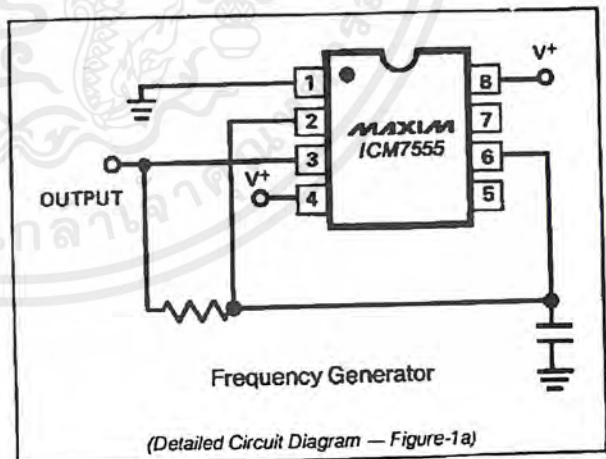 V+
1
8
2
7
MAXIM
ICM7555
3
6
OUTPUT
V+
4
5
Frequency Generator
(Detailed Circuit Diagram — Figure-1a)